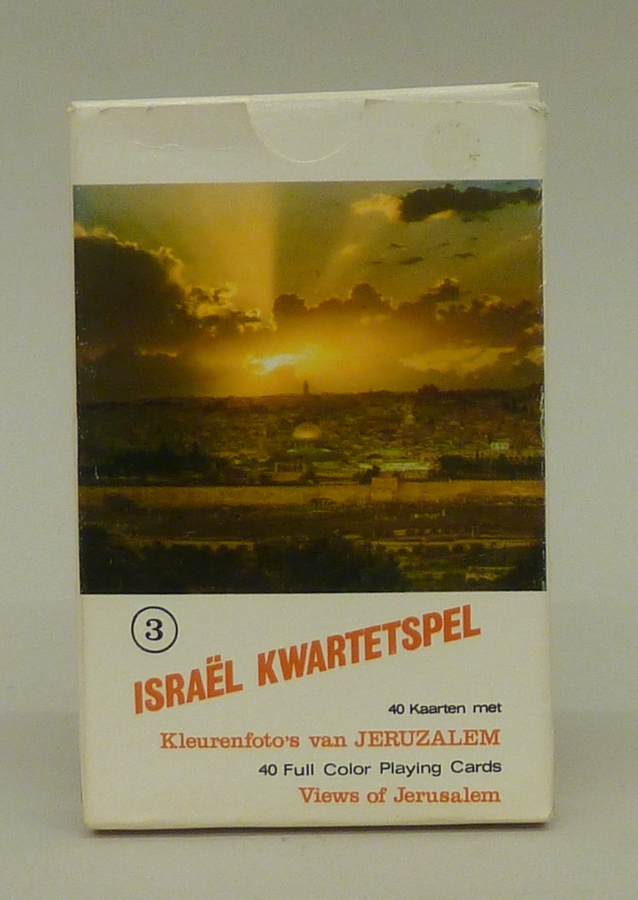 3
ISRAËL KWARTETSPEL
40 Kaarten met
Kleurenfoto's van JERUZALEM
40 Full Color Playing Cards
Views of Jerusalem